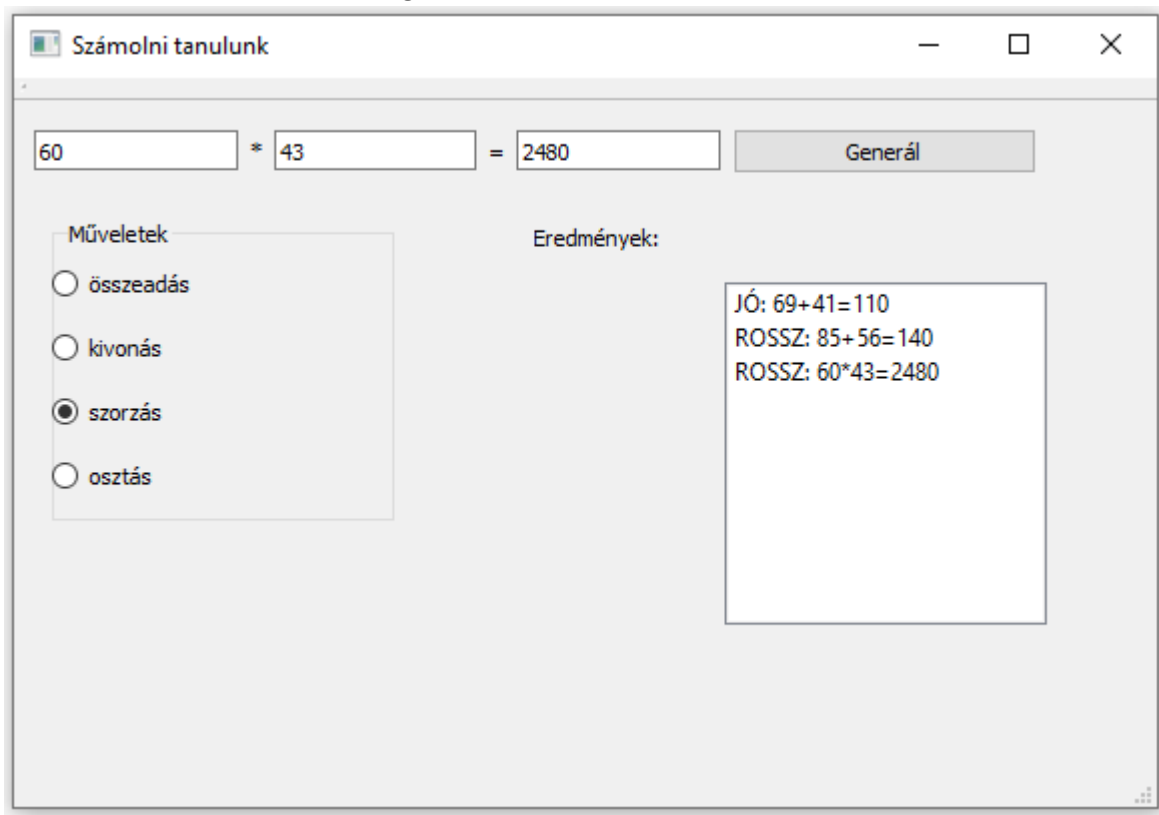 Számolni tanulunk
60 * 43 = 2480 Generál
Műveletek
összeadás
kivonás
szorzás
osztás
Eredmények:
JÓ: 69+41=110
ROSSZ: 85+56=140
ROSSZ: 60*43=2480